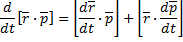 d/dt [r̅ · p̅] = ⌊dr̅/dt · p̅⌋ + ⌊r̅ · dp̅/dt⌋